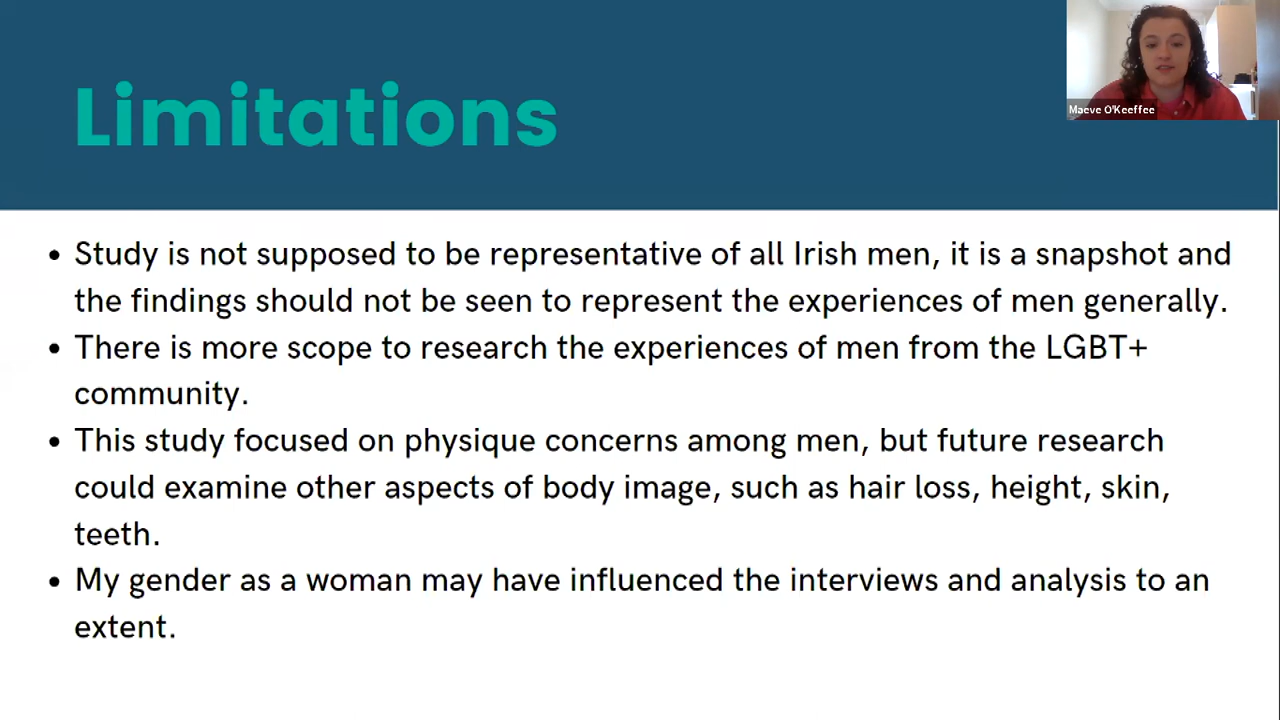 Limitations
Maeve O'Keeffee
• Study is not supposed to be representative of all Irish men, it is a snapshot and
the findings should not be seen to represent the experiences of men generally.
• There is more scope to research the experiences of men from the LGBT+
community.
• This study focused on physique concerns among men, but future research
could examine other aspects of body image, such as hair loss, height, skin,
teeth.
• My gender as a woman may have influenced the interviews and analysis to an
extent.